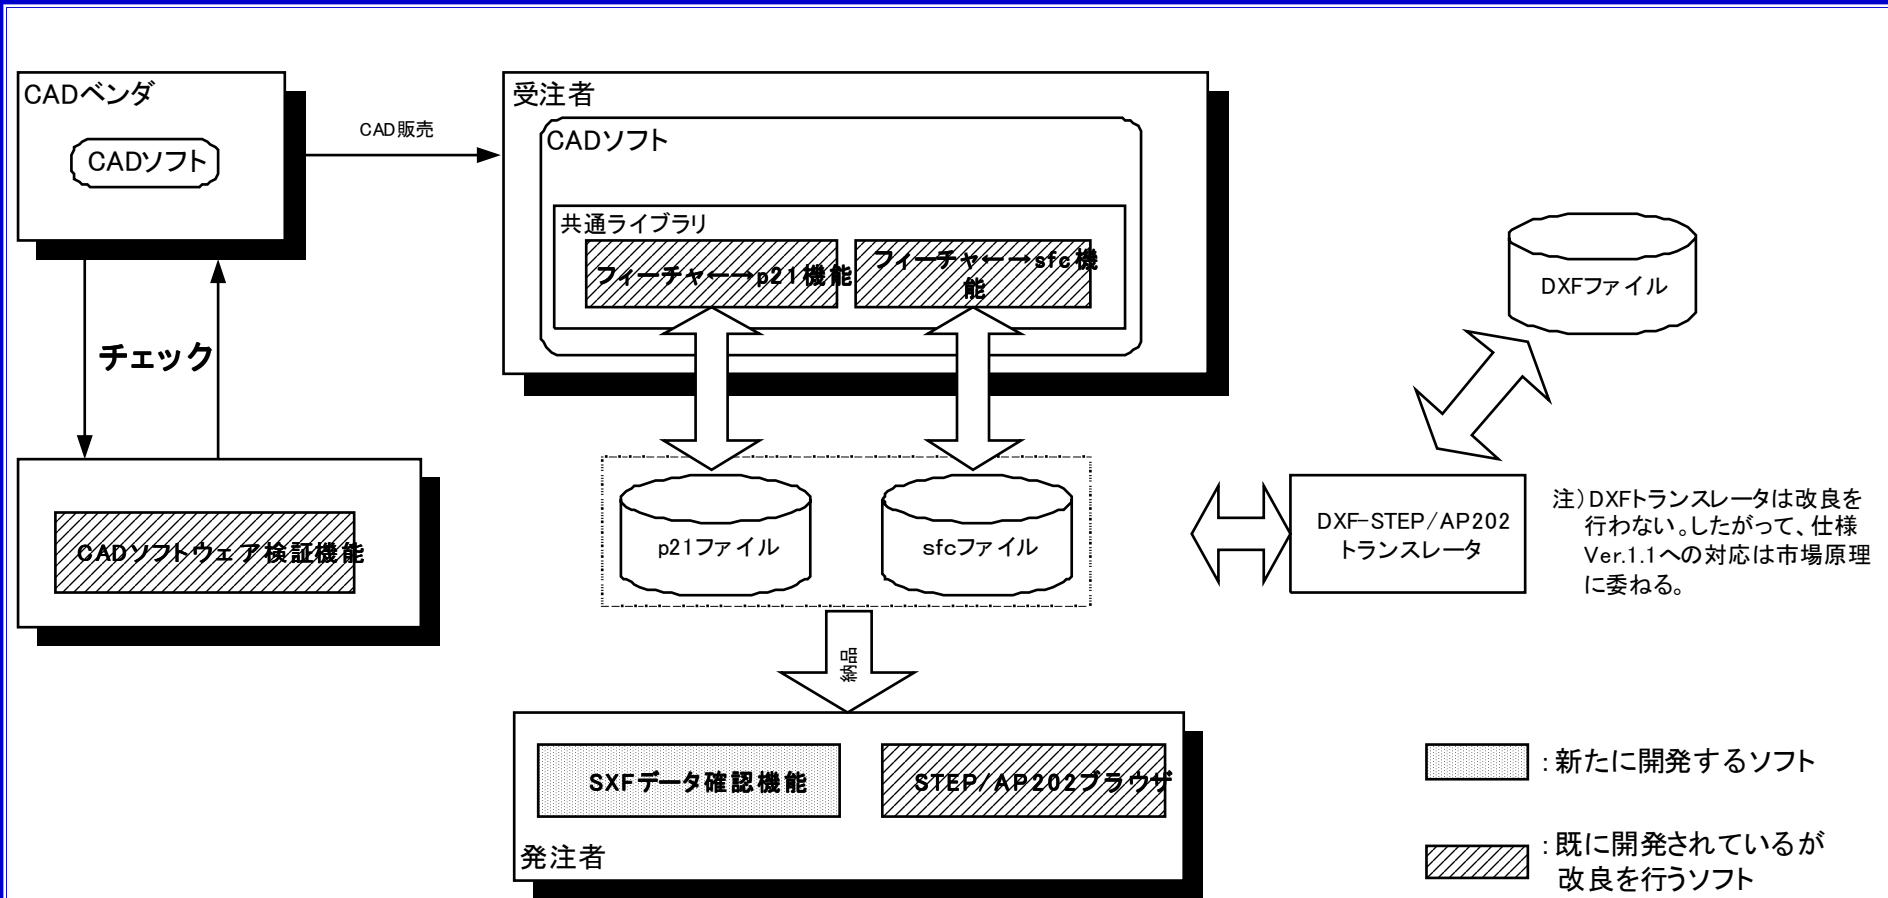 CADベンダ
CADソフト
CAD販売
受注者
CADソフト
共通ライブラリ
フィーチャ←→p21機能
フィーチャ←→sfc機
能
DXFファイル
チェック
CADソフトウェア検証機能
p21ファイル
sfcファイル
DXF-STEP/AP202
トランスレータ
注)DXFトランスレータは改良を
行わない。したがって、仕様
Ver.1.1への対応は市場原理
に委ねる。
納品
SXFデータ確認機能
STEP/AP202ブラウザ
発注者
:新たに開発するソフト
:既に開発されているが
改良を行うソフト